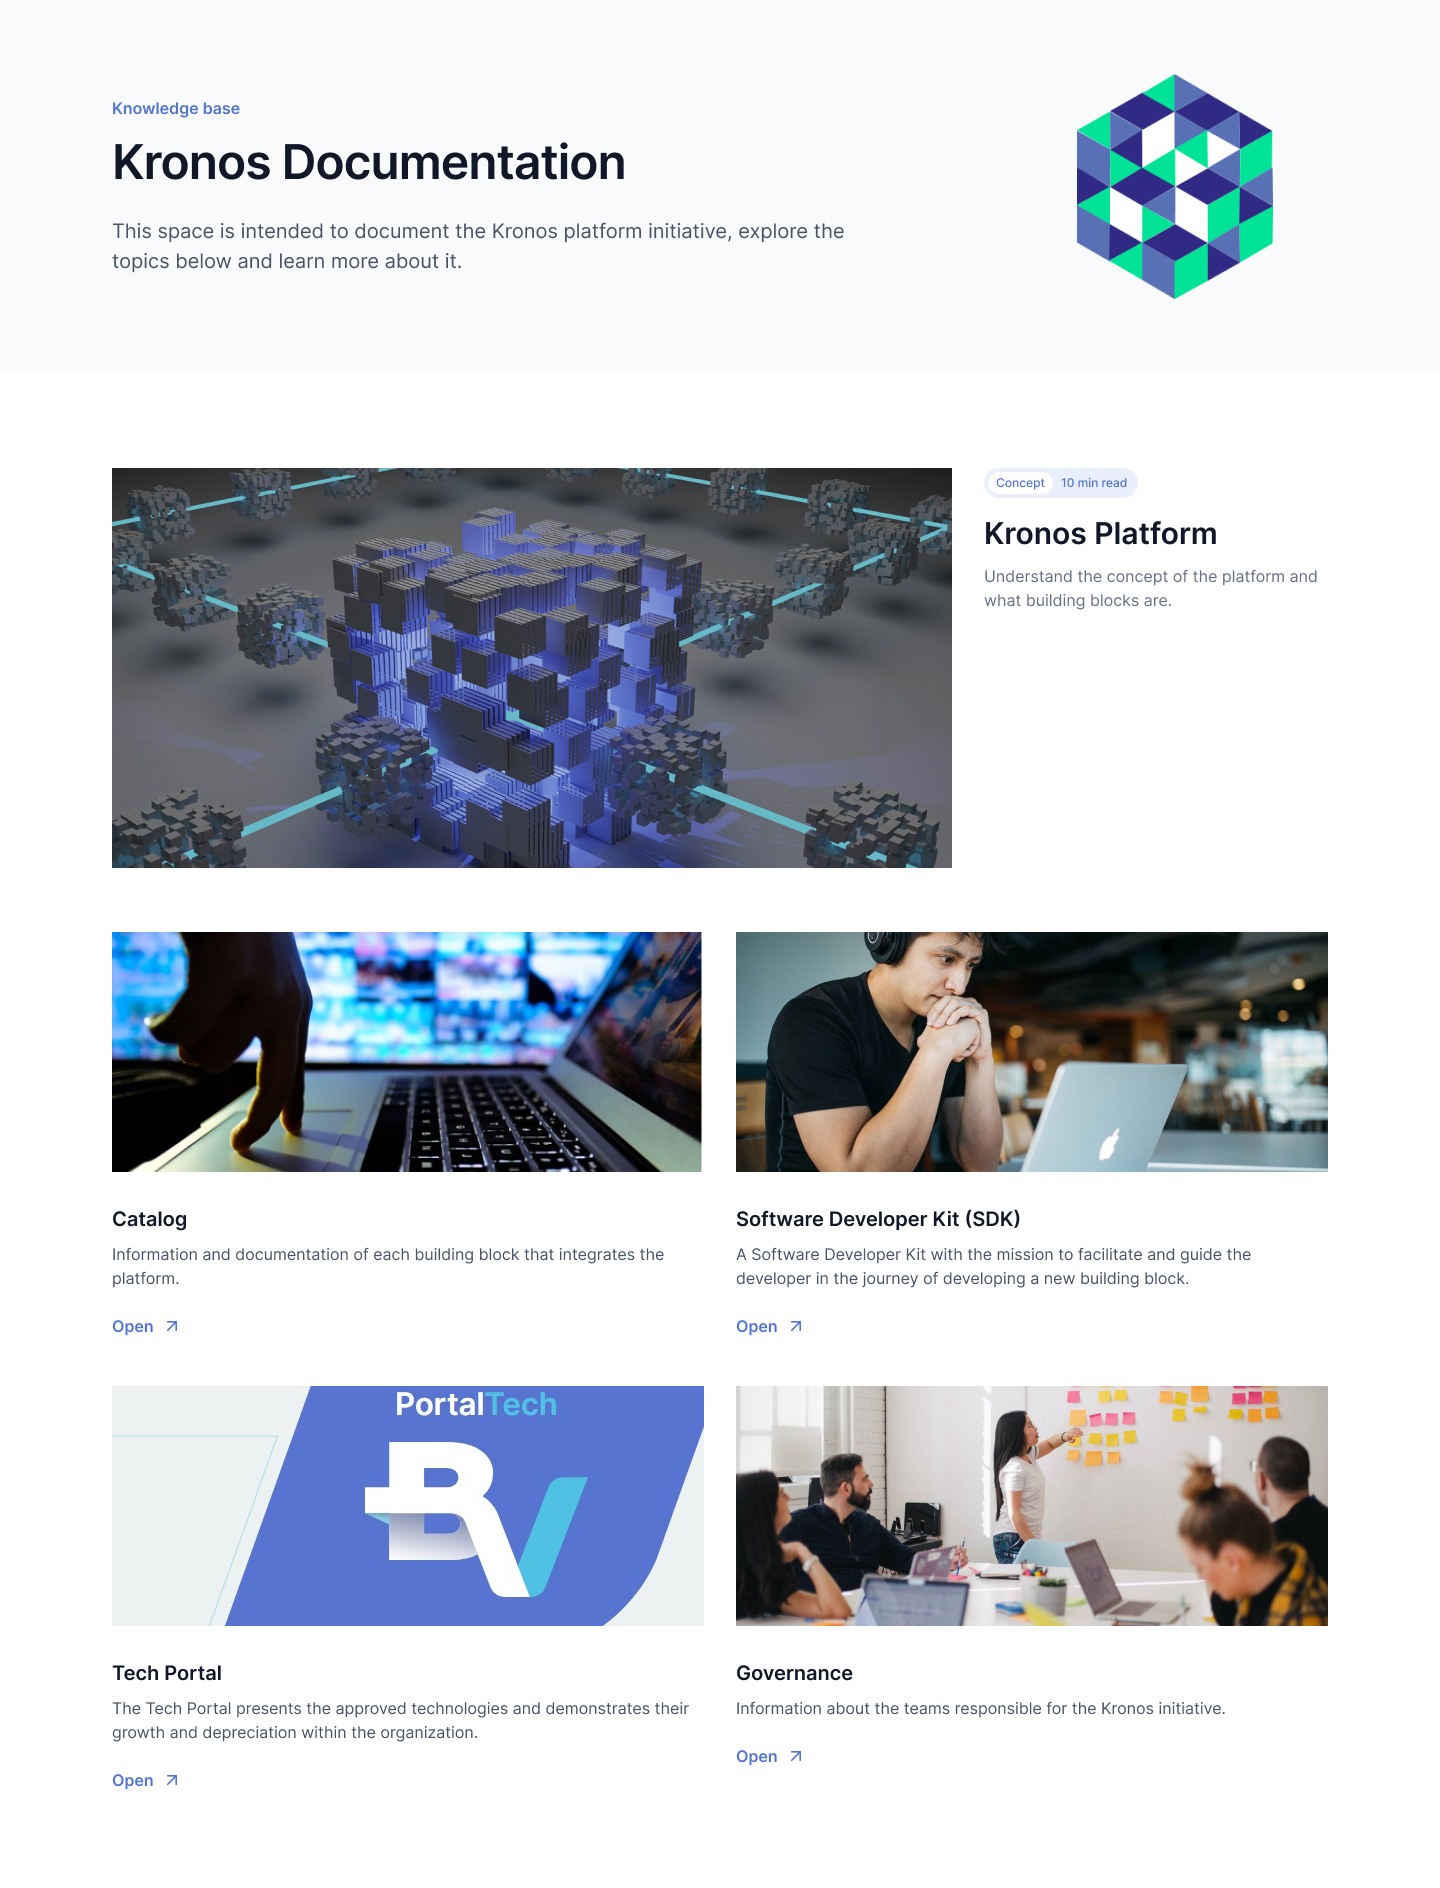 Knowledge base
Kronos Documentation
This space is intended to document the Kronos platform initiative, explore the
topics below and learn more about it.
Concept 10 min read
Kronos Platform
Understand the concept of the platform and
what building blocks are.
Catalog
Information and documentation of each building block that integrates the
platform.
Open
Software Developer Kit (SDK)
A Software Developer Kit with the mission to facilitate and guide the
developer in the journey of developing a new building block.
Open
PortalTech
BV
Tech Portal
The Tech Portal presents the approved technologies and demonstrates their
growth and depreciation within the organization.
Open
Governance
Information about the teams responsible for the Kronos initiative.
Open